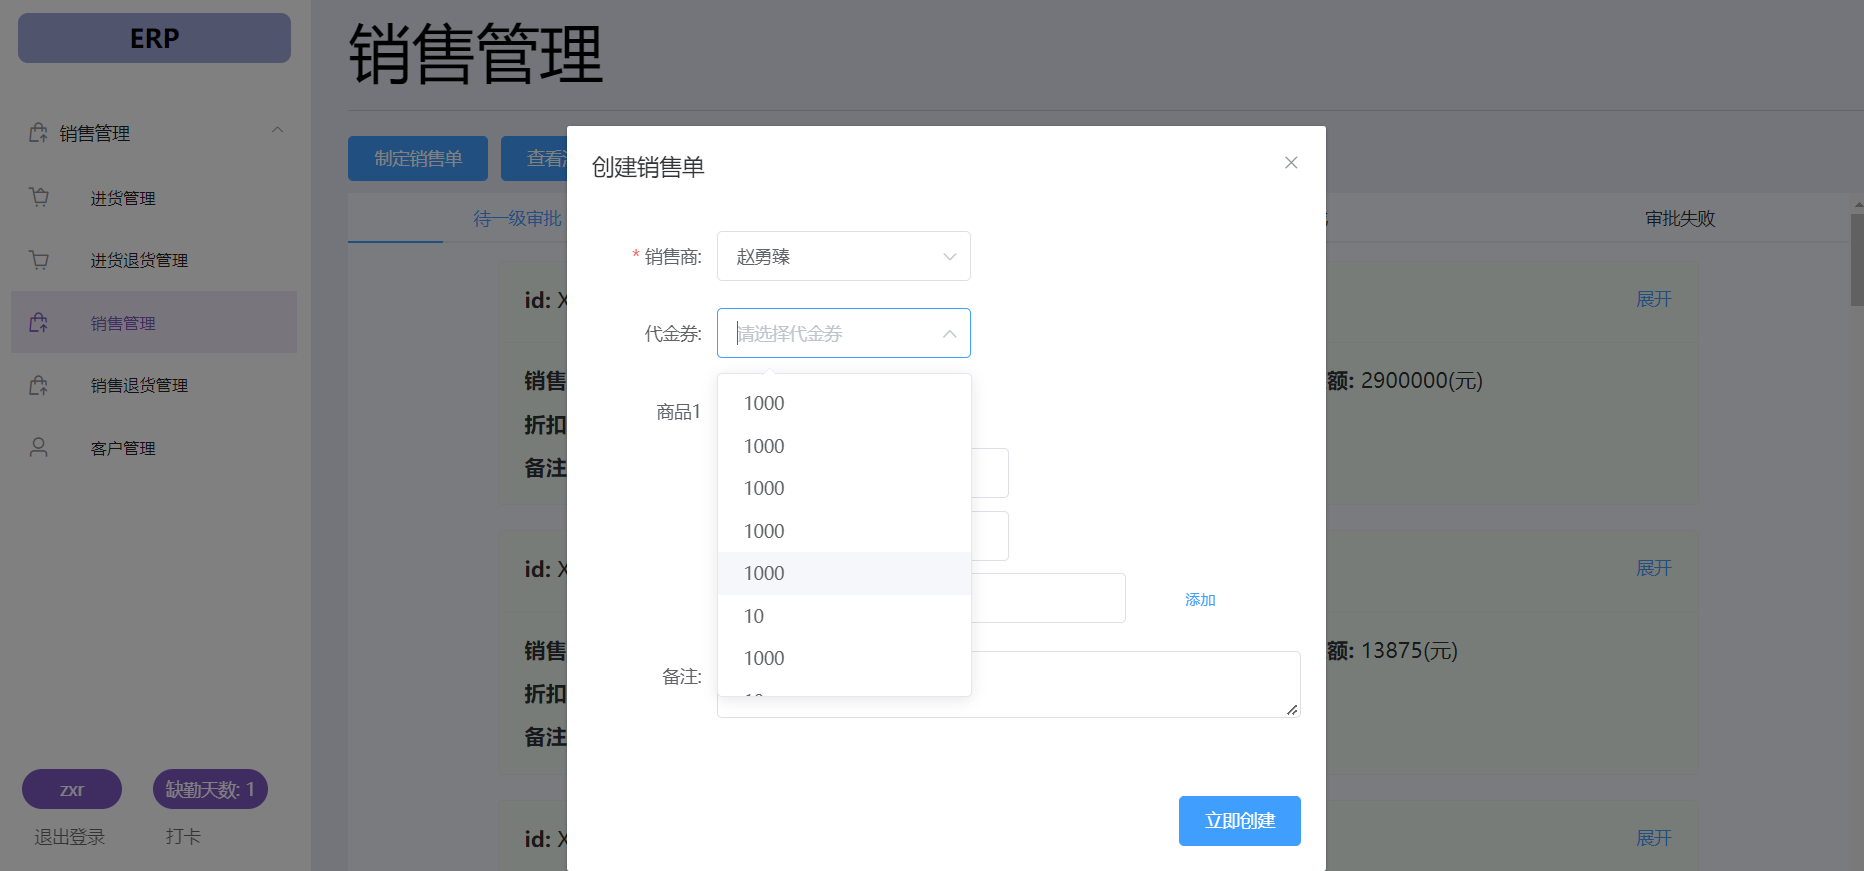 ERP
销售管理
进货管理
进货退货管理
销售管理
销售退货管理
客户管理
zxr
缺勤天数: 1
退出登录
打卡
销售管理
制定销售单
查看
待一级审批
审批失败
id: X
展开
销售
额: 2900000(元)
折扣
备注
id: X
展开
销售
额: 13875(元)
折扣
备注
id: X
展开
创建销售单
* 销售商:
赵勇臻
代金券:
请选择代金券
1000
1000
1000
1000
1000
10
1000
商品1
添加
备注:
立即创建